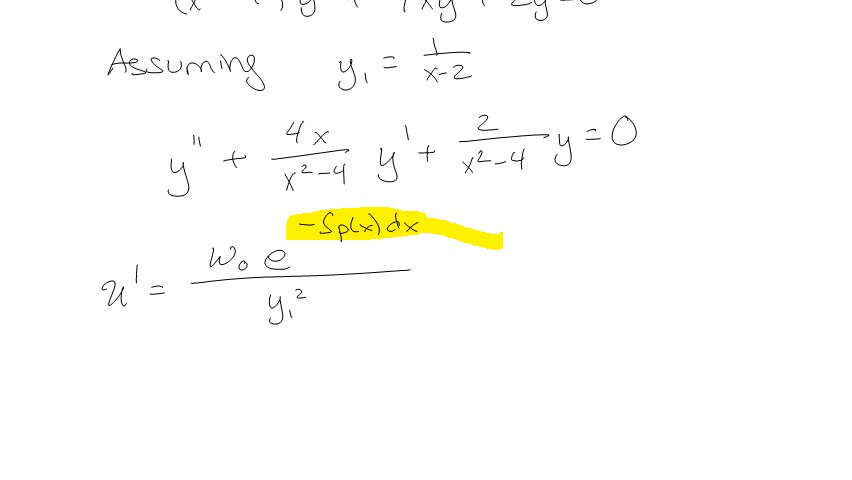 Assuming y₁ = 1/(x-2)
y'' + 4x/(x²-4) y' + 2/(x²-4) y = 0
u' = w₀ e^(-∫p(x)dx) / y₁²